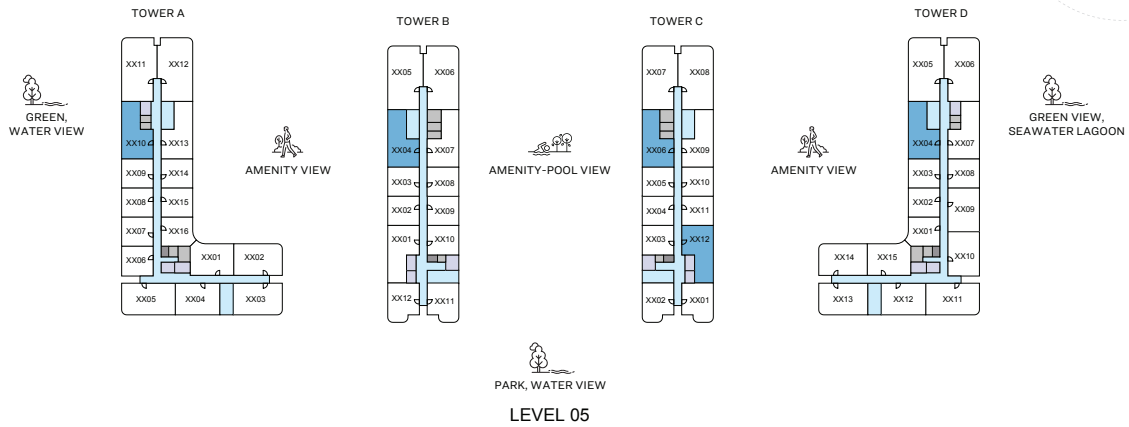 TOWER A
TOWER B
TOWER C
TOWER D
XX11 XX12
XX10 XX13
XX09 XX14
XX08 XX15
XX07 XX16
XX06 XX01 XX02
XX05 XX04 XX03
XX05 XX06
XX04 XX07
XX03 XX08
XX02 XX09
XX01 XX10
XX12 XX11
XX07 XX08
XX06 XX09
XX05 XX10
XX04 XX11
XX03 XX12
XX02 XX01
XX05 XX06
XX04 XX07
XX03 XX08
XX02 XX09
XX01 XX10
XX14 XX15
XX13 XX12 XX11
GREEN,
WATER VIEW
AMENITY VIEW
AMENITY-POOL VIEW
AMENITY VIEW
GREEN VIEW,
SEAWATER LAGOON
PARK, WATER VIEW
LEVEL 05